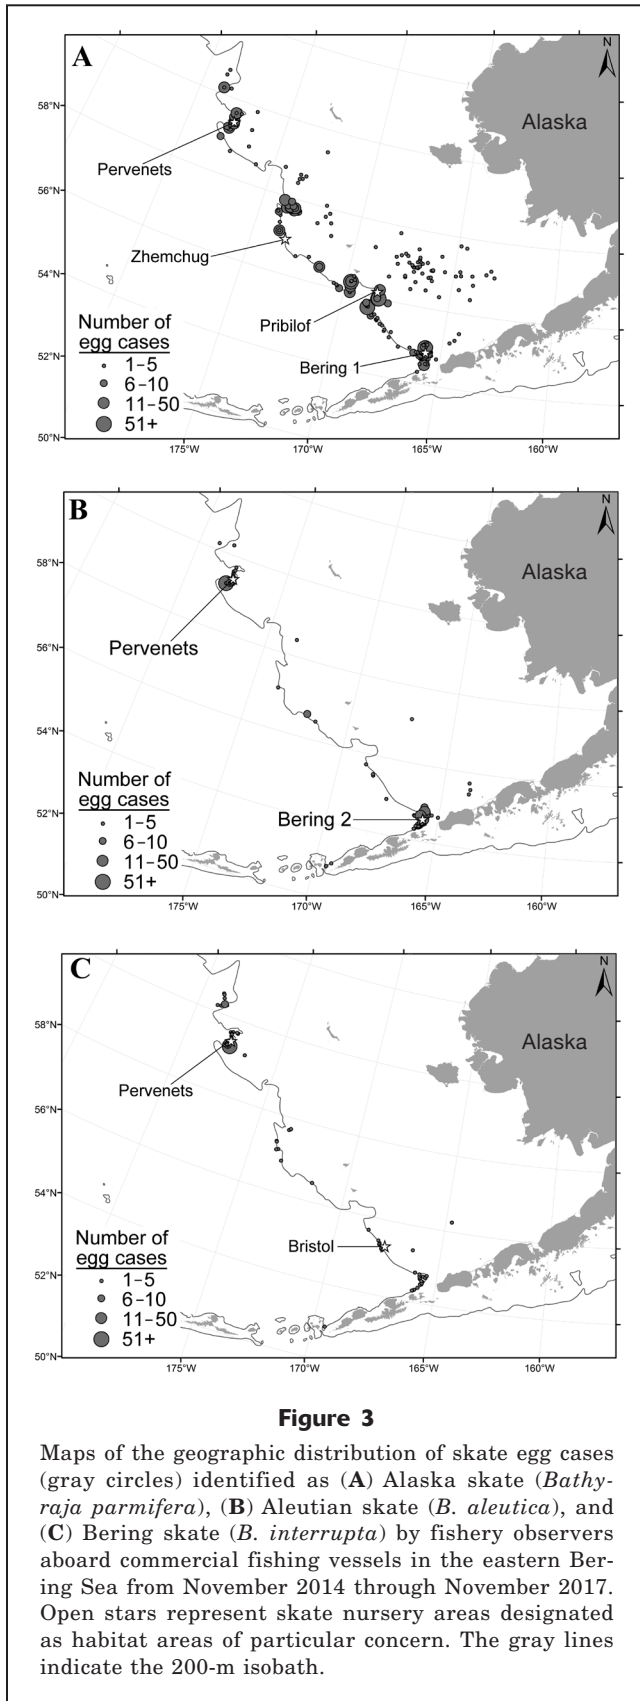 A
N
Alaska
58°N
Pervenets
56°N
Zhemchug
54°N
Pribilof
Number of
egg cases
1–5
6–10
11–50
51+
Bering 1
52°N
50°N
175°W
170°W
165°W
160°W
B
N
Alaska
58°N
Pervenets
56°N
54°N
Number of
egg cases
1–5
6–10
11–50
51+
Bering 2
52°N
50°N
175°W
170°W
165°W
160°W
C
N
Alaska
58°N
Pervenets
56°N
54°N
Number of
egg cases
1–5
6–10
11–50
51+
Bristol
52°N
50°N
175°W
170°W
165°W
160°W
Figure 3
Maps of the geographic distribution of skate egg cases
(gray circles) identified as (A) Alaska skate (Bathy-
raja parmifera), (B) Aleutian skate (B. aleutica), and
(C) Bering skate (B. interrupta) by fishery observers
aboard commercial fishing vessels in the eastern Ber-
ing Sea from November 2014 through November 2017.
Open stars represent skate nursery areas designated
as habitat areas of particular concern. The gray lines
indicate the 200-m isobath.